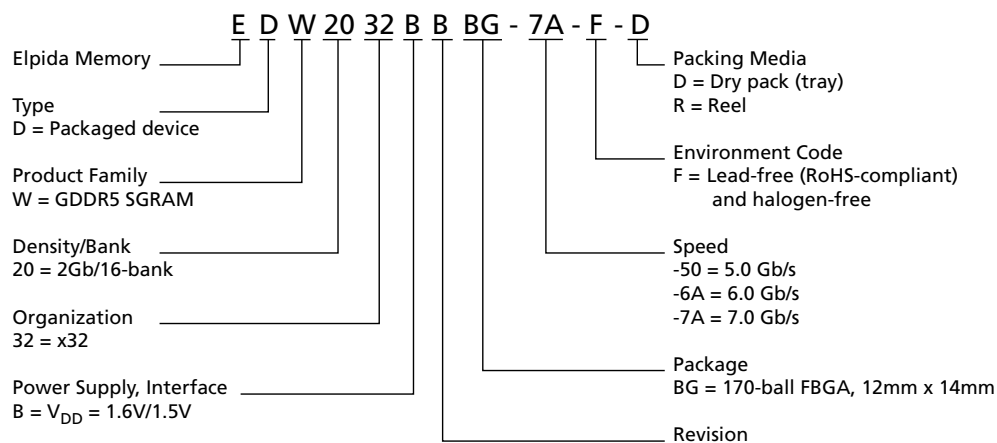 E D W 20 32 B B BG - 7A - F - D
Elpida Memory
Type
D = Packaged device
Product Family
W = GDDR5 SGRAM
Density/Bank
20 = 2Gb/16-bank
Organization
32 = x32
Power Supply, Interface
B = VDD = 1.6V/1.5V
Packing Media
D = Dry pack (tray)
R = Reel
Environment Code
F = Lead-free (RoHS-compliant)
and halogen-free
Speed
-50 = 5.0 Gb/s
-6A = 6.0 Gb/s
-7A = 7.0 Gb/s
Package
BG = 170-ball FBGA, 12mm x 14mm
Revision